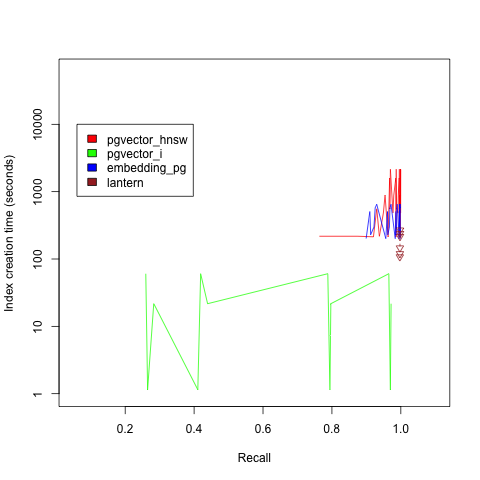 Index creation time (seconds)
10000
1000
100
10
1
pgvector_hnsw
pgvector_i
embedding_pg
lantern
0.2 0.4 0.6 0.8 1.0
Recall